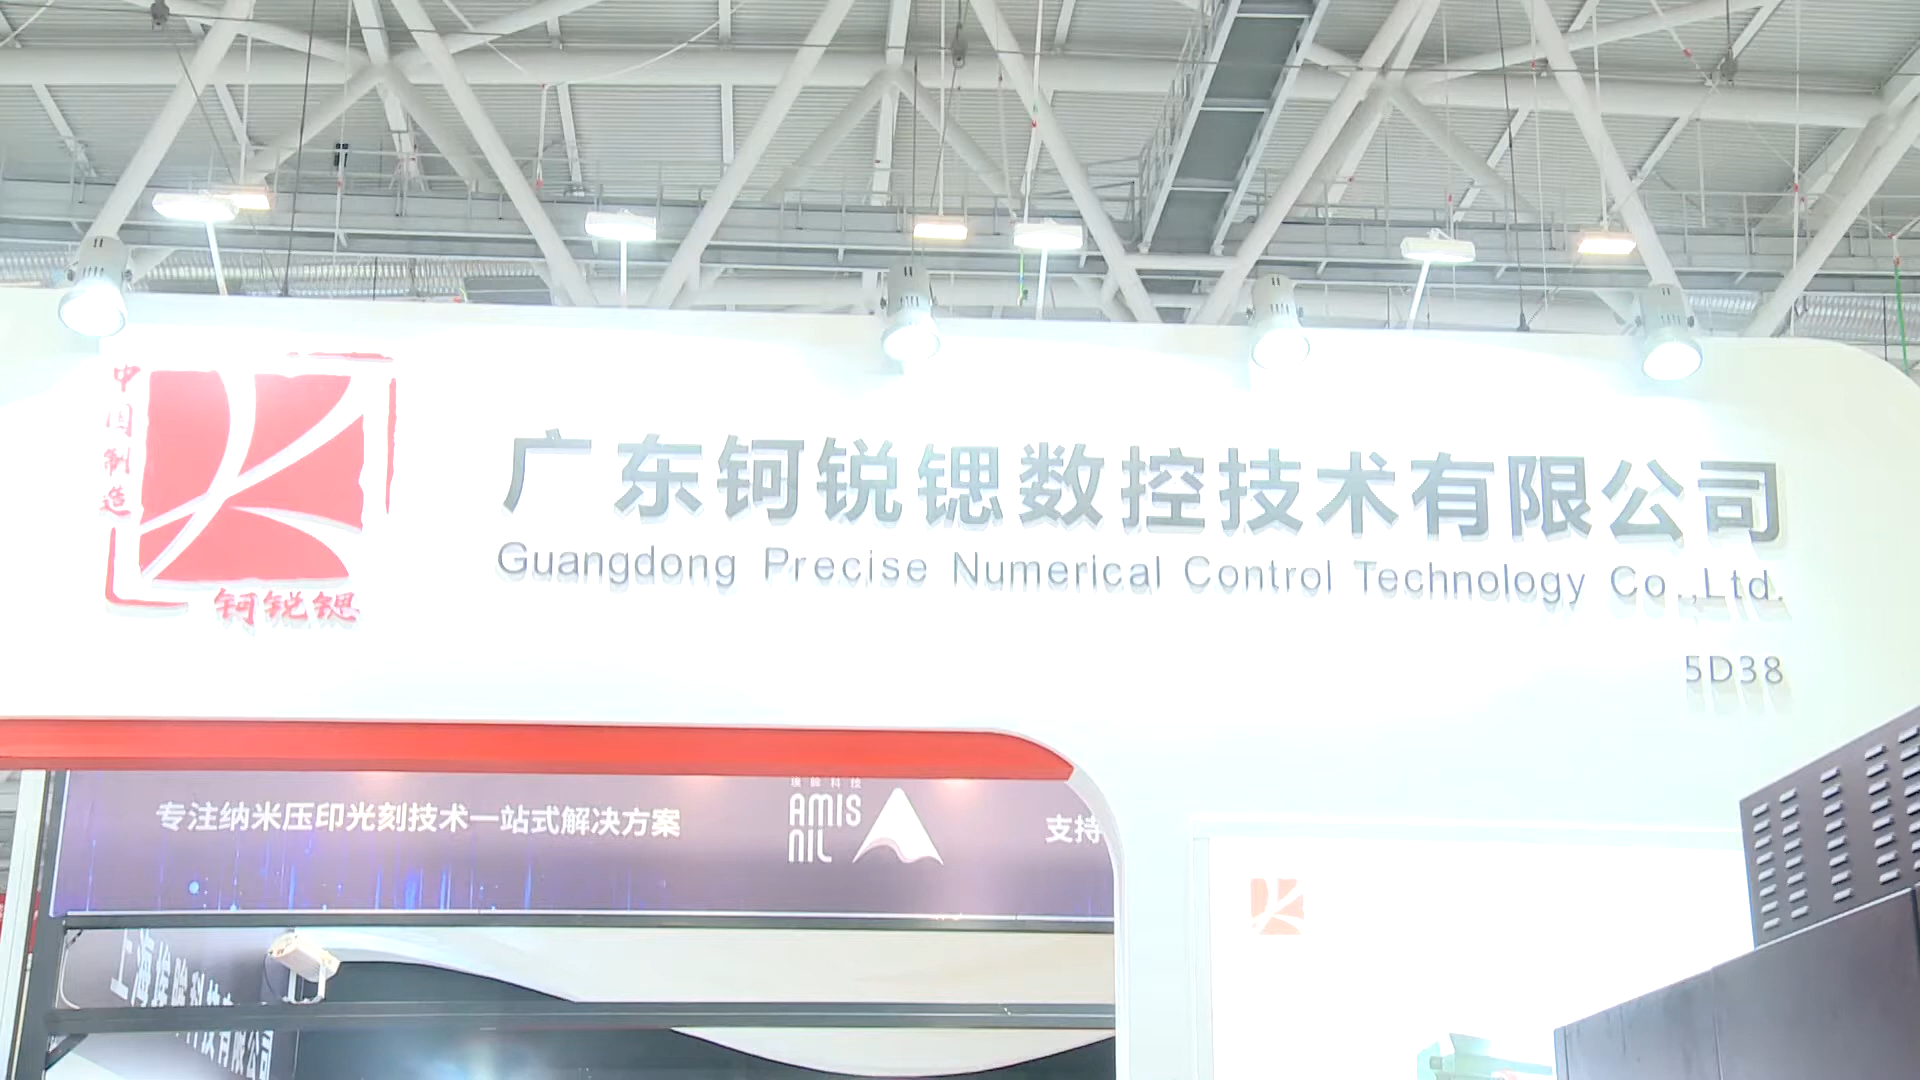 中国制造
钶锐锶
广东钶锐锶数控技术有限公司
Guangdong Precise Numerical Control Technology Co.,Ltd.
5D38
专注纳米压印光刻技术一站式解决方案
AMIS
NIL
支持